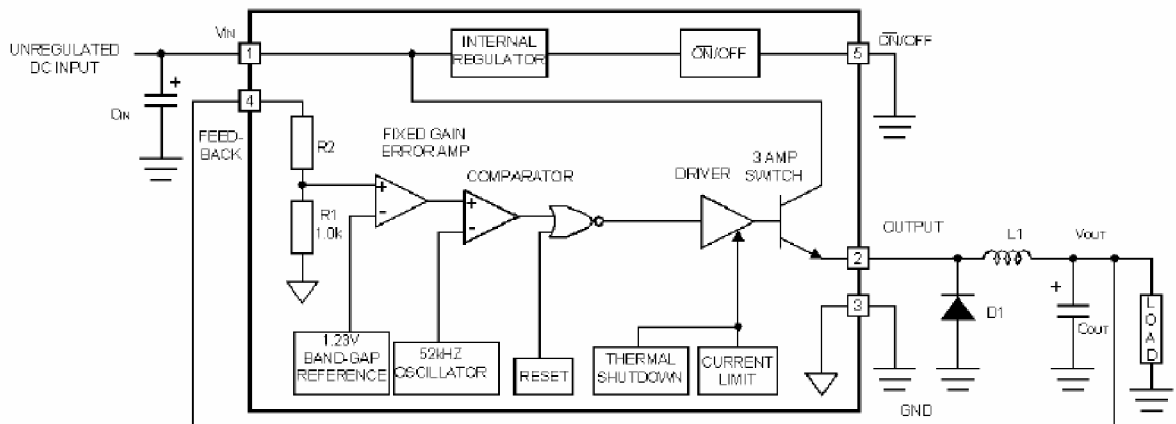 UNREGULATED
DC INPUT
VIN
1
CIN
4
FEED-
BACK
R2
R1
1.0k
FIXED GAIN
ERROR AMP
COMPARATOR
INTERNAL
REGULATOR
ON/OFF
5
ON/OFF
DRIVER
3 AMP
SWITCH
OUTPUT
2
L1
VOUT
3
D1
COUT
LOAD
1.23V
BAND-GAP
REFERENCE
52kHZ
OSCILLATOR
RESET
THERMAL
SHUTDOWN
CURRENT
LIMIT
GND